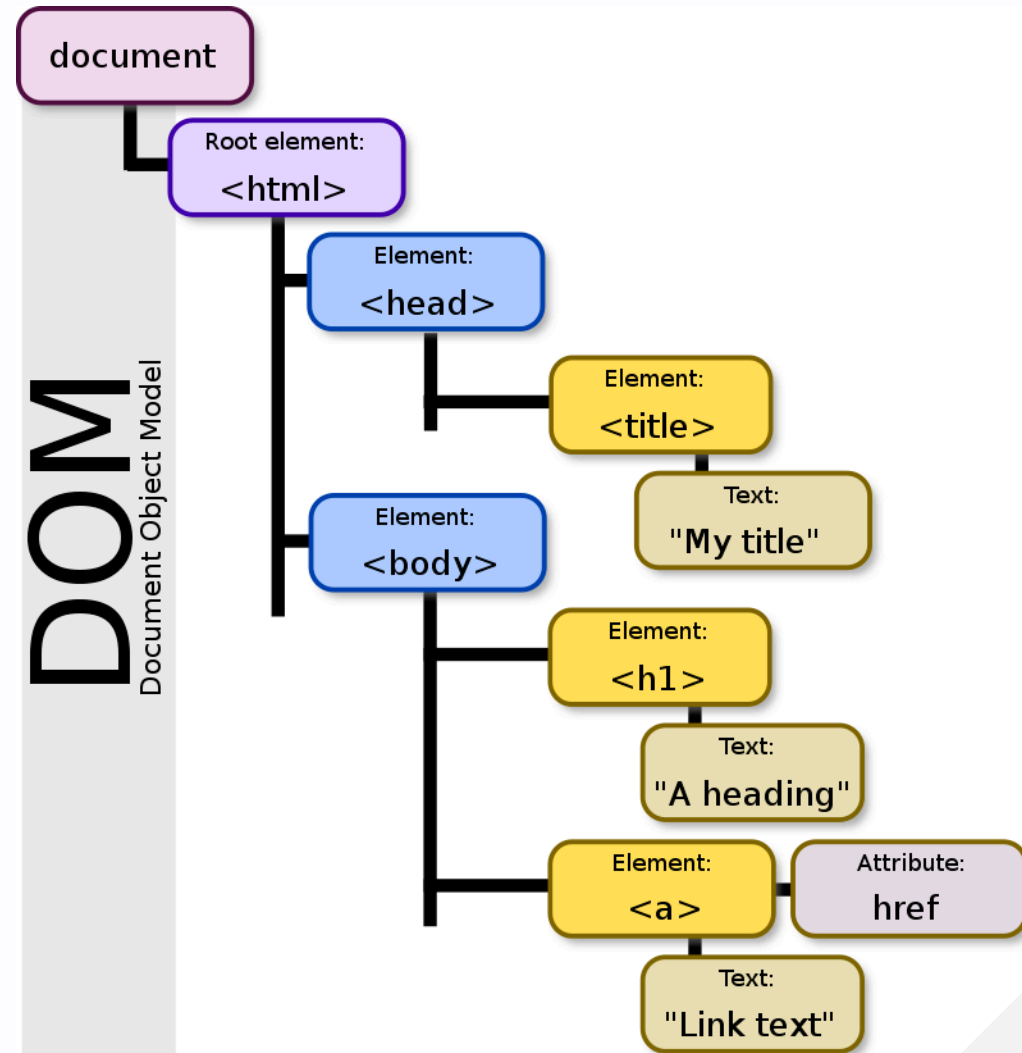 document
Root element:
<html>
Element:
<head>
Element:
<title>
Text:
"My title"
Element:
<body>
Element:
<h1>
Text:
"A heading"
Element:
<a>
Attribute:
href
Text:
"Link text"
DOM
Document Object Model